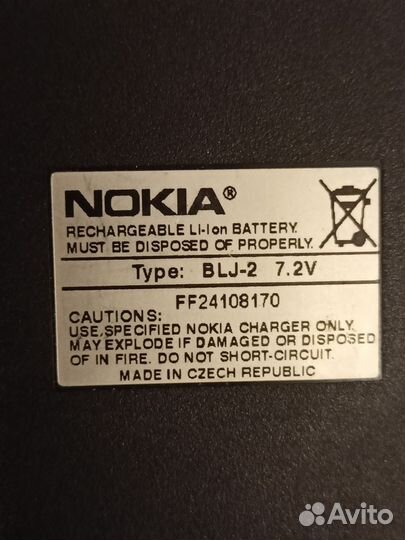 NOKIA®
RECHARGEABLE Li-Ion BATTERY.
MUST BE DISPOSED OF PROPERLY.
Type: BLJ-2 7.2V
FF24108170
CAUTIONS:
USE SPECIFIED NOKIA CHARGER ONLY.
MAY EXPLODE IF DAMAGED OR DISPOSED
OF IN FIRE. DO NOT SHORT-CIRCUIT.
MADE IN CZECH REPUBLIC
Avito